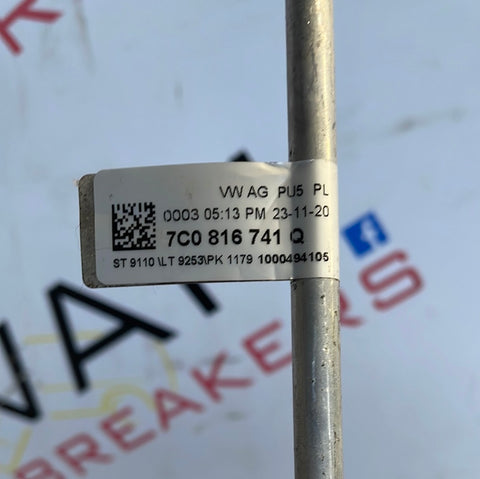 VW AG PU5 PL
0003 05:13 PM 23-11-20
7C0 816 741 Q
ST 9110 \LT 9253\PK 1179 1000494105
VAN
BREAKERS